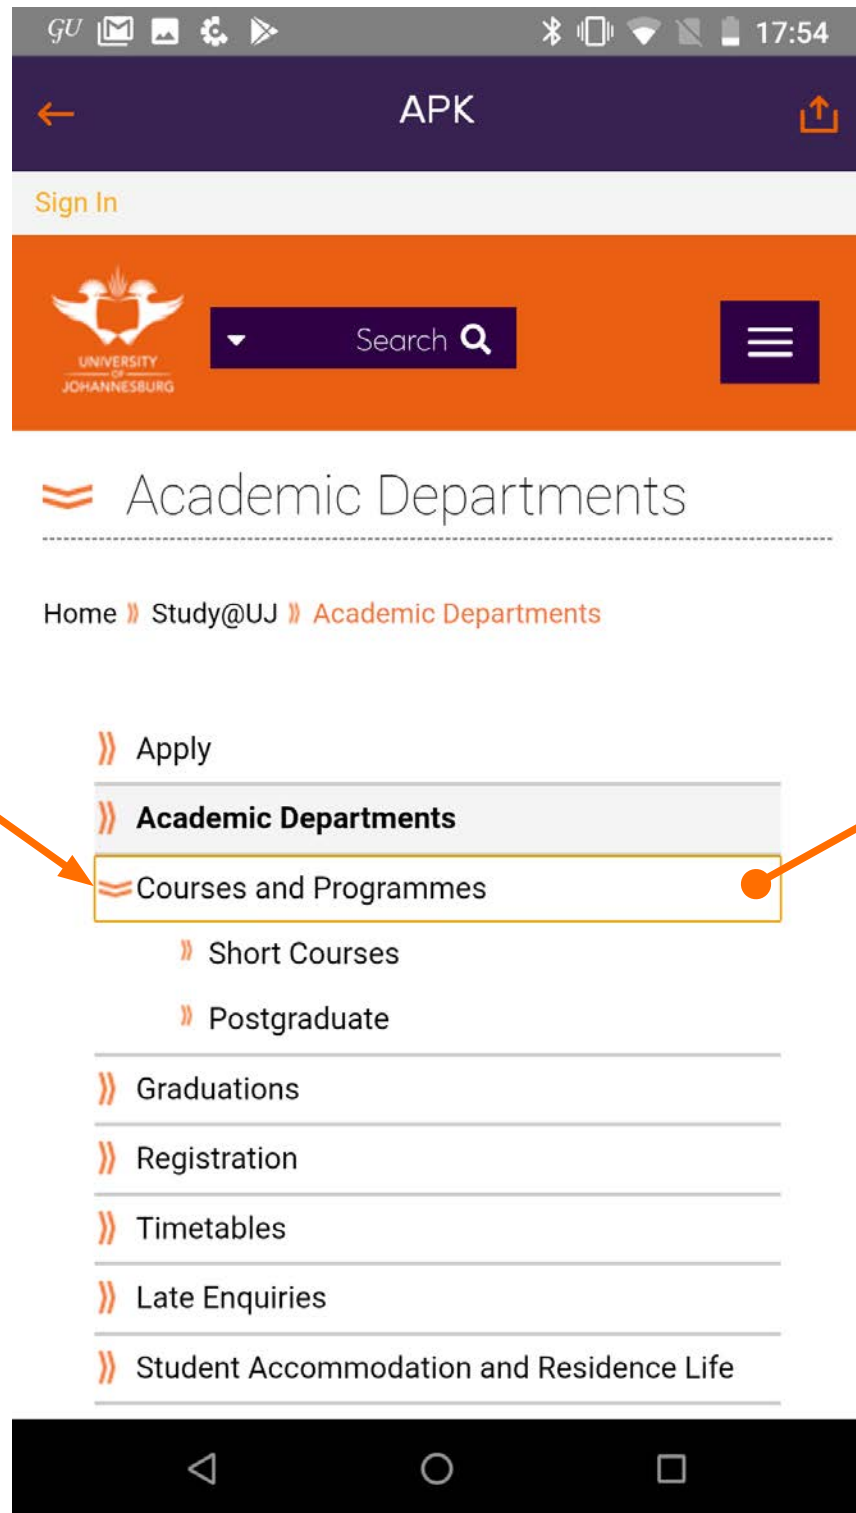 GU 17:54
APK
Sign In
UNIVERSITY
OF
JOHANNESBURG
Search
Academic Departments
Home Study@UJ Academic Departments
Apply
Academic Departments
Courses and Programmes
Short Courses
Postgraduate
Graduations
Registration
Timetables
Late Enquiries
Student Accommodation and Residence Life